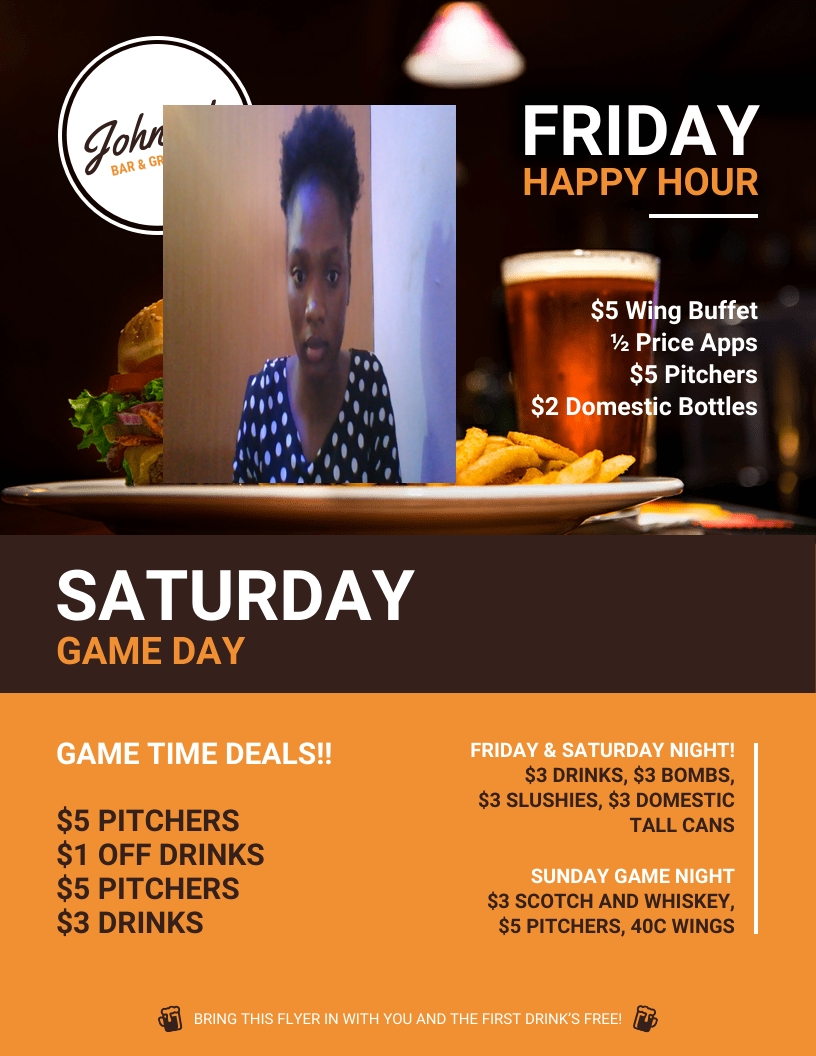 BAR &
FRIDAY
HAPPY HOUR
$5 Wing Buffet
½ Price Apps
$5 Pitchers
$2 Domestic Bottles
SATURDAY
GAME DAY
GAME TIME DEALS!!
$5 PITCHERS
$1 OFF DRINKS
$5 PITCHERS
$3 DRINKS
FRIDAY & SATURDAY NIGHT!
$3 DRINKS, $3 BOMBS,
$3 SLUSHIES, $3 DOMESTIC
TALL CANS
SUNDAY GAME NIGHT
$3 SCOTCH AND WHISKEY,
$5 PITCHERS, 40C WINGS
BRING THIS FLYER IN WITH YOU AND THE FIRST DRINK'S FREE!